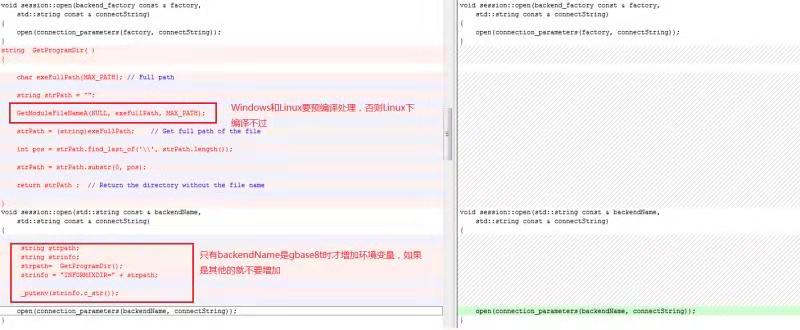 void session::open(backend_factory const & factory,
std::string const & connectString)
{
open(connection_parameters(factory, connectString));
}
string GetProgramDir( )
{
char exeFullPath[MAX_PATH]; // Full path
string strPath = "";
GetModuleFileNameA(NULL, exeFullPath, MAX_PATH);
Windows和Linux要预编译处理，否则Linux下
编译不过
strPath = (string)exeFullPath; // Get full path of the file
int pos = strPath.find_last_of('\\', strPath.length());
strPath = strPath.substr(0, pos);
return strPath ; // Return the directory without the file name
}
void session::open(std::string const & backendName,
std::string const & connectString)
{
string strpath;
string strinfo;
strpath= GetProgramDir();
strinfo = "INFORMIXDIR=" + strpath;
_putenv(strinfo.c_str());
只有backendName是gbase8t时才增加环境变量，如果
是其他的就不要增加
open(connection_parameters(backendName, connectString));
}
void session::open(backend_factory const & factory,
std::string const & connectString)
{
open(connection_parameters(factory, connectString));
}
void session::open(std::string const & backendName,
std::string const & connectString)
{
open(connection_parameters(backendName, connectString));
}